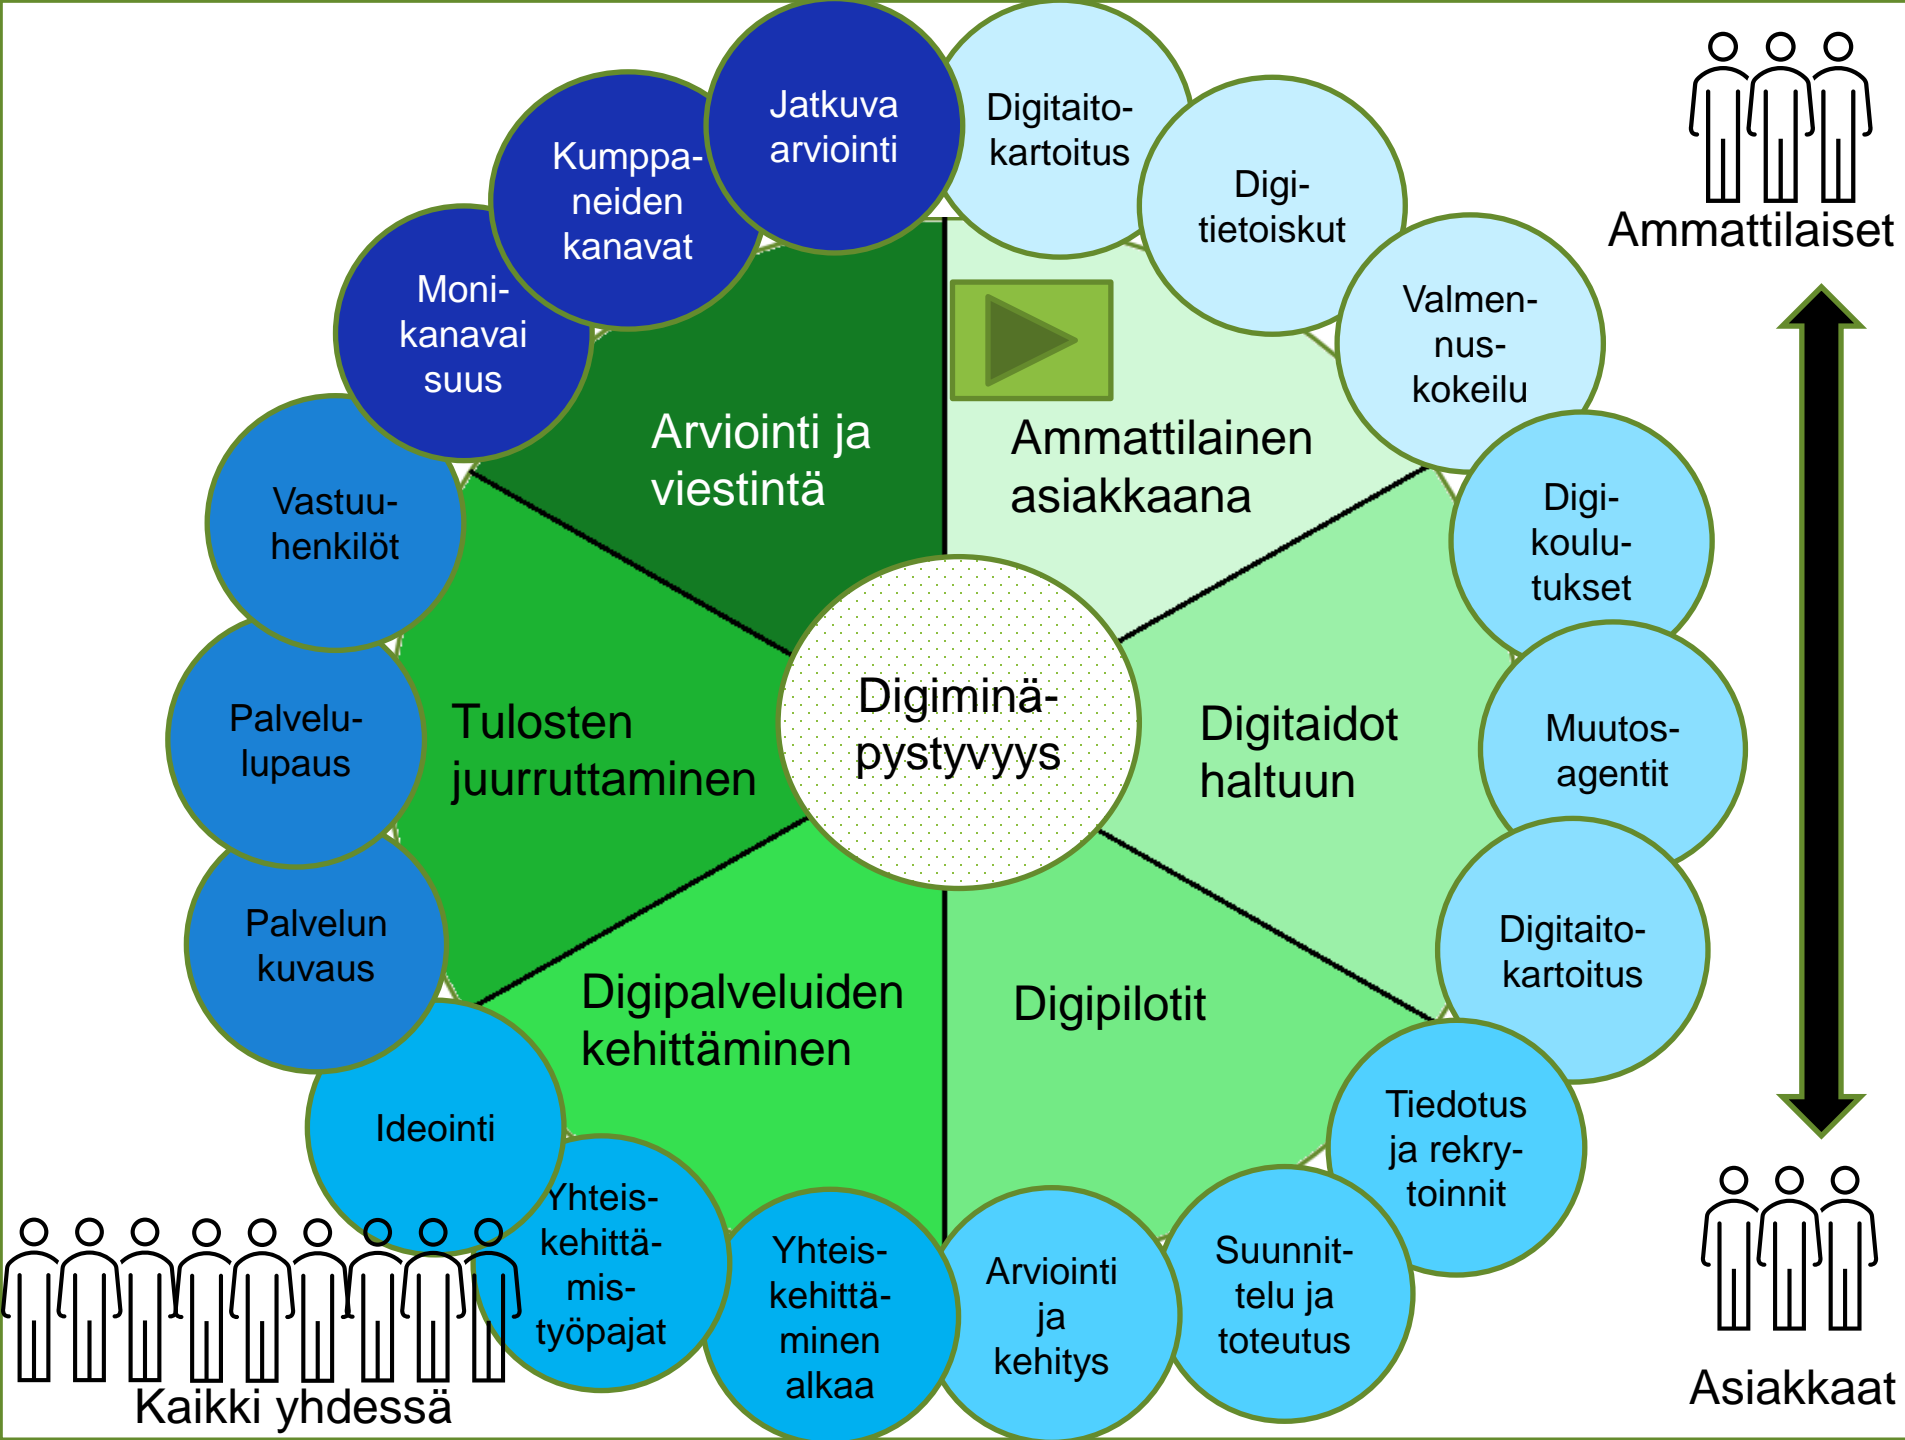 Jatkuva
arviointi
Digitaito-
kartoitus
Digi-
tietoiskut
Valmen-
nus-
kokeilu
Digi-
koulu-
tukset
Muutos-
agentit
Digitaito-
kartoitus
Tiedotus
ja rekry-
toinnit
Suunnit-
telu ja
toteutus
Arviointi
ja
kehitys
Yhteis-
kehittä-
minen
alkaa
Yhteis-
kehittä-
mis-
työpajat
Ideointi
Palvelun
kuvaus
Palvelu-
lupaus
Vastuu-
henkilöt
Moni-
kanavai
suus
Kumppa-
neiden
kanavat
Arviointi ja
viestintä
Ammattilainen
asiakkaana
Digitaidot
haltuun
Digipilotit
Digipalveluiden
kehittäminen
Tulosten
juurruttaminen
Digiminä-
pystyvyys
Ammattilaiset
Asiakkaat
Kaikki yhdessä